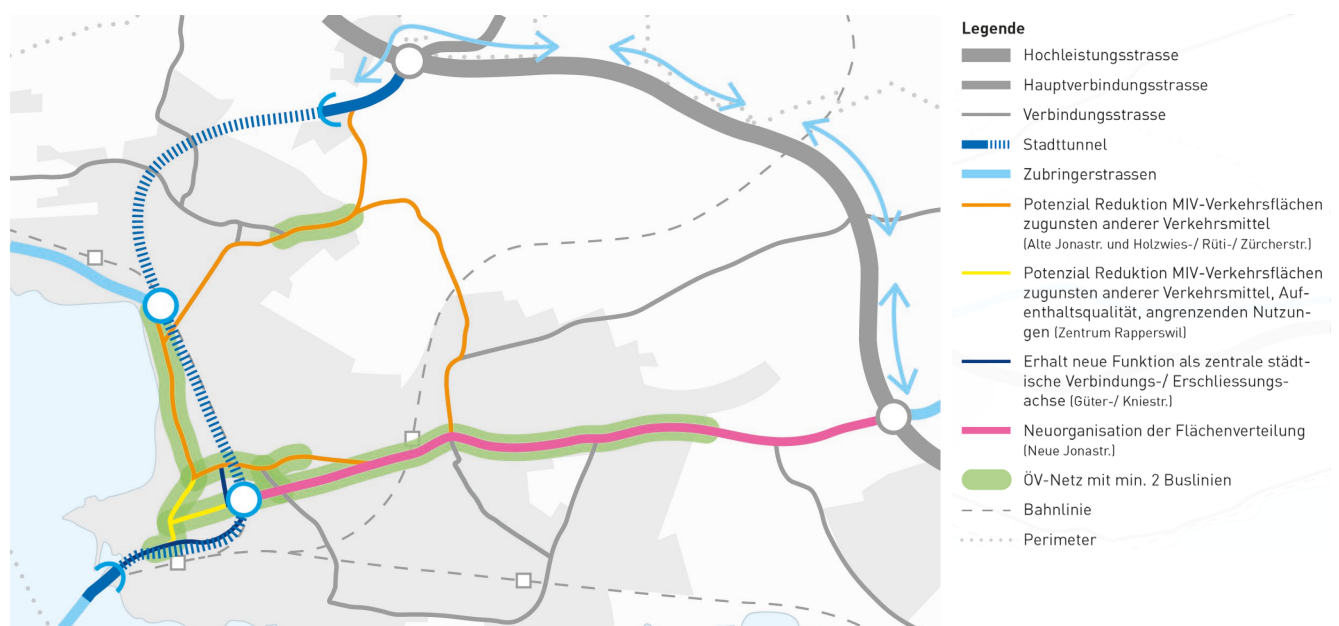 Legende
Hochleistungsstrasse
Hauptverbindungsstrasse
Verbindungsstrasse
Stadttunnel
Zubringerstrassen
Potenzial Reduktion MIV-Verkehrsflächen
zugunsten anderer Verkehrsmittel
(Alte Jonastr. und Holzwies-/ Rüti-/ Zürcherstr.)
Potenzial Reduktion MIV-Verkehrsflächen
zugunsten anderer Verkehrsmittel, Auf-
enthaltsqualität, angrenzenden Nutzun-
gen (Zentrum Rapperswil)
Erhalt neue Funktion als zentrale städt-
ische Verbindungs-/ Erschliessungs-
achse (Güter-/ Kniestr.)
Neuorganisation der Flächenverteilung
(Neue Jonastr.)
ÖV-Netz mit min. 2 Buslinien
Bahnlinie
Perimeter